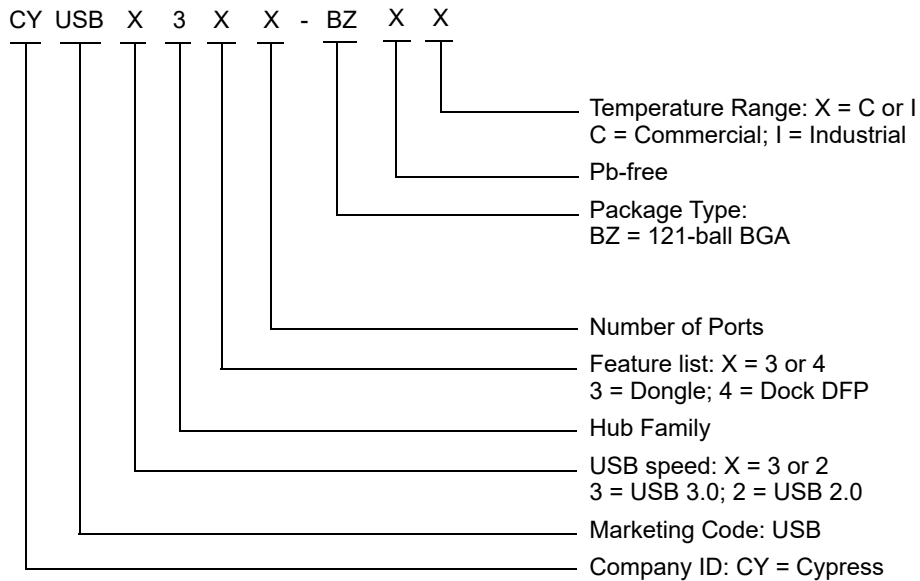 CY USB X 3 X X - BZ X X
Temperature Range: X = C or I
C = Commercial; I = Industrial
Pb-free
Package Type:
BZ = 121-ball BGA
Number of Ports
Feature list: X = 3 or 4
3 = Dongle; 4 = Dock DFP
Hub Family
USB speed: X = 3 or 2
3 = USB 3.0; 2 = USB 2.0
Marketing Code: USB
Company ID: CY = Cypress